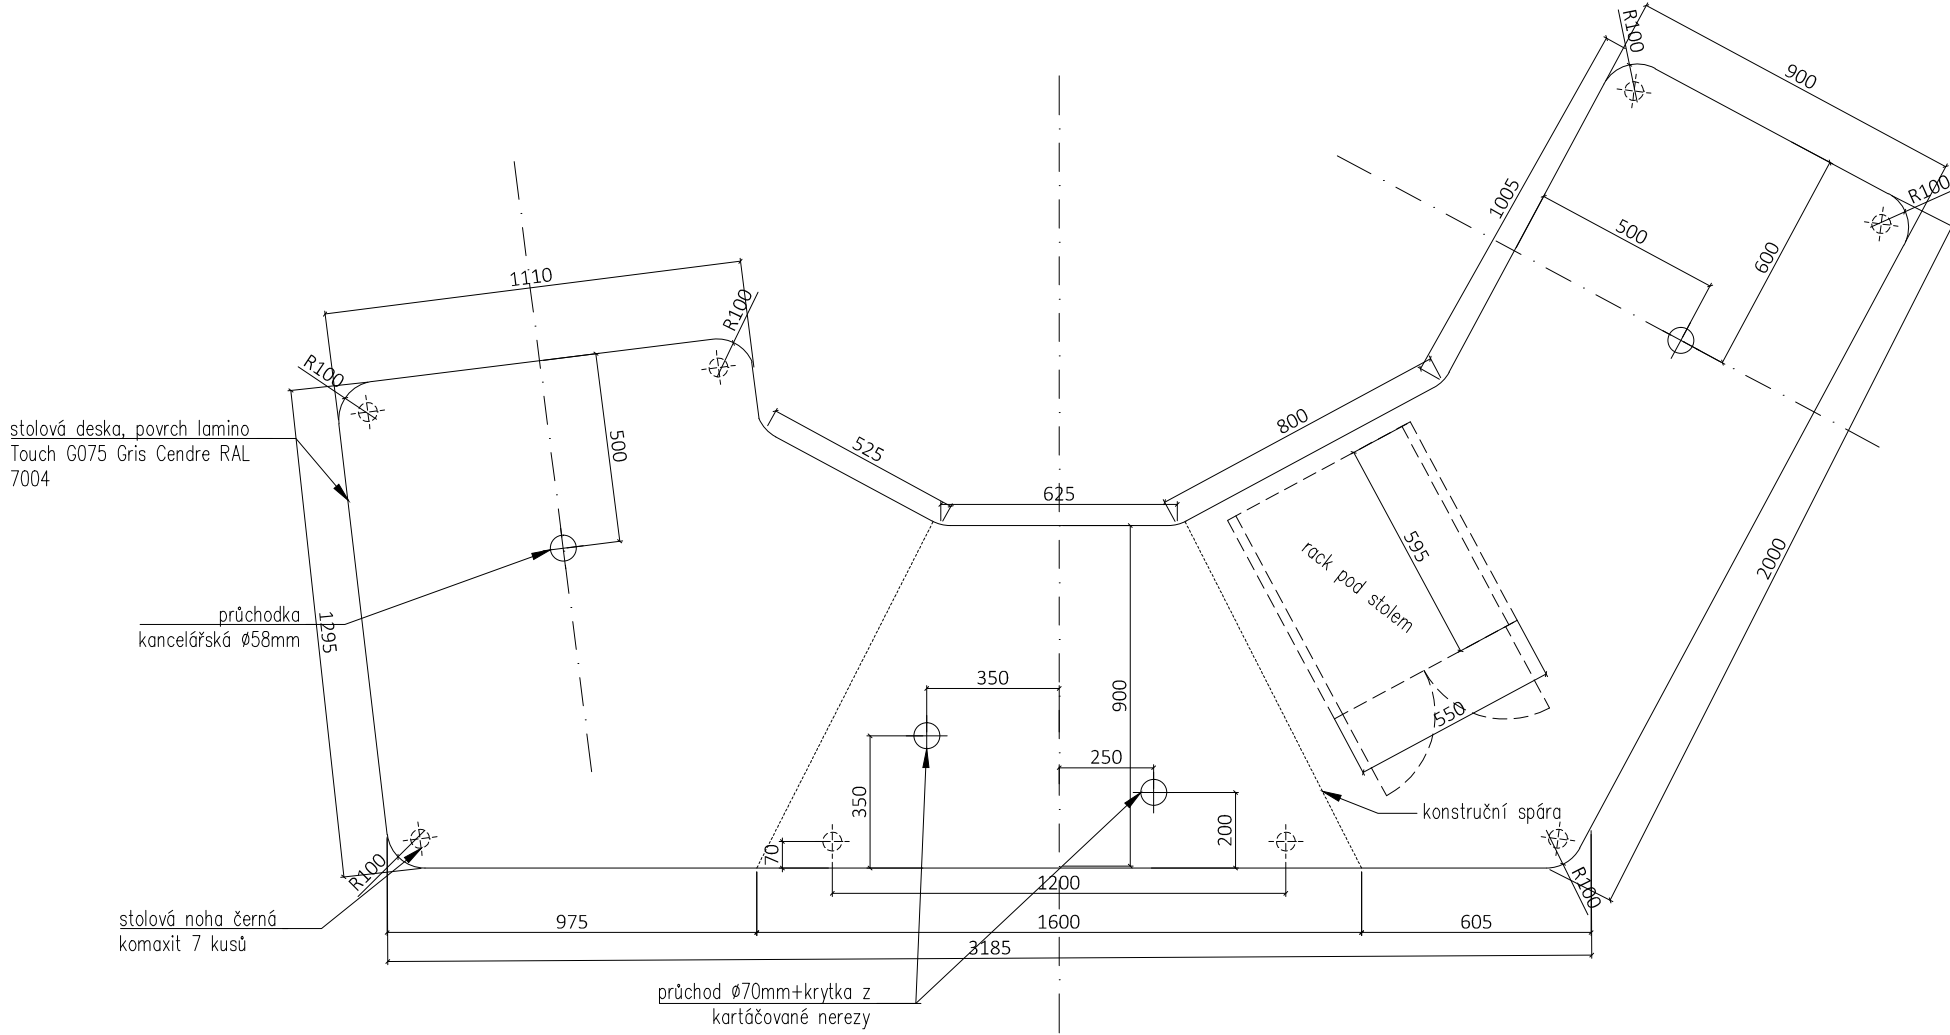 R100
900
R100
1005
500
600
1110
R100
R100
800
525
500
625
stolová deska, povrch lamino
Touch G075 Gris Cendre RAL
7004
rack pod stolem
595
2000
průchodka
kancelářská ø58mm
1295
350
900
550
250
350
200
konstruční spára
70
R100
R100
1200
stolová noha černá
komaxit 7 kusů
975
1600
605
3185
průchod ø70mm+krytka z
kartáčované nerezy